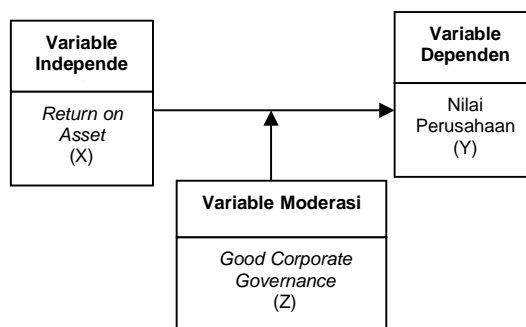 Variable
Independe
Return on
Asset
(X)
Variable
Dependen
Nilai
Perusahaan
(Y)
Variable Moderasi
Good Corporate
Governance
(Z)